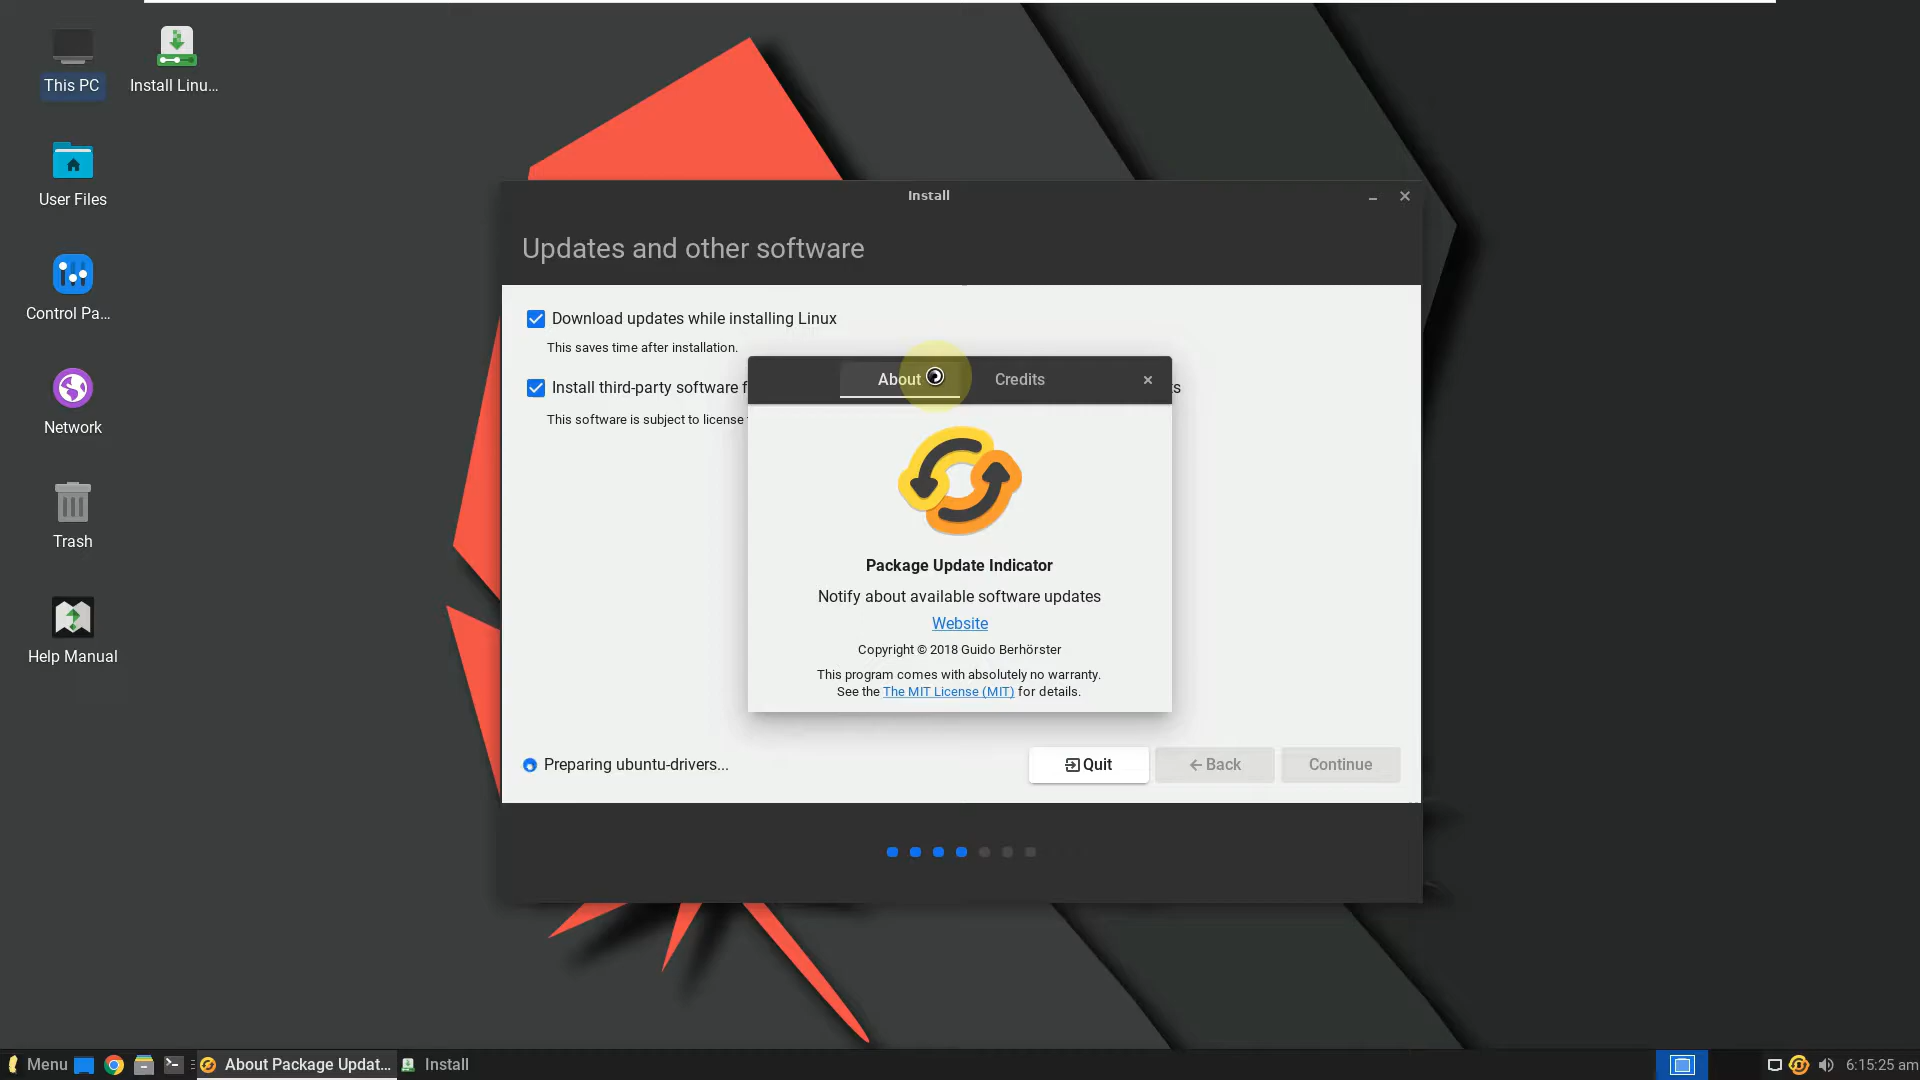 This PC
Install Linu...
User Files
Control Pa...
Network
Trash
Help Manual
Install
Updates and other software
Download updates while installing Linux
This saves time after installation.
Install third-party software f
This software is subject to license
About
Credits
Package Update Indicator
Notify about available software updates
Website
Copyright © 2018 Guido Berhörster
This program comes with absolutely no warranty.
See the The MIT License (MIT) for details.
Preparing ubuntu-drivers...
Quit
Back
Continue
Menu
About Package Updat...
Install
6:15:25 am